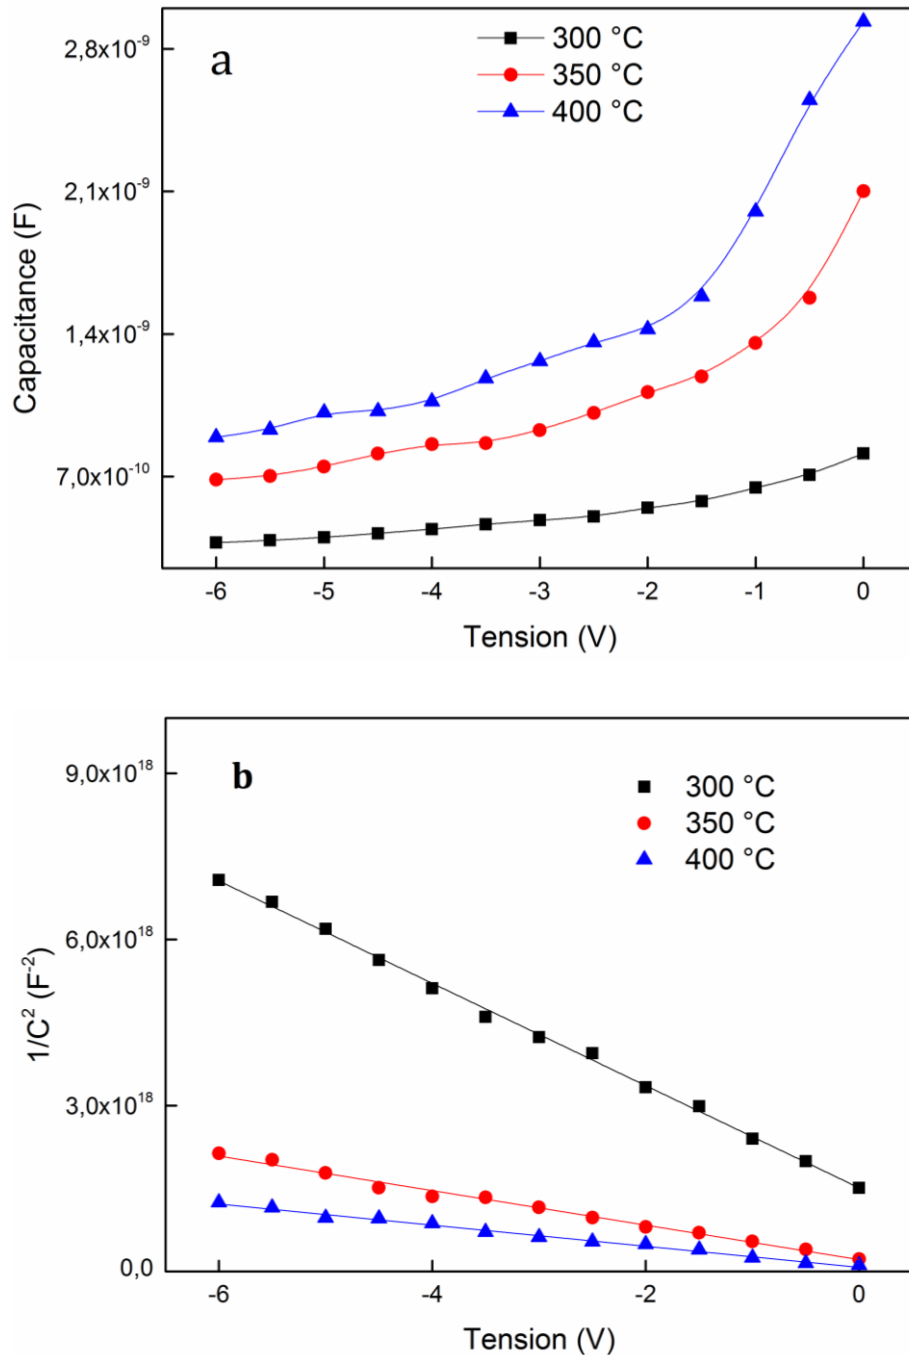 a
300 °C
350 °C
400 °C
2,8x10⁻⁹
2,1x10⁻⁹
1,4x10⁻⁹
7,0x10⁻¹⁰
Capacitance (F)
-6 -5 -4 -3 -2 -1 0
Tension (V)
b
300 °C
350 °C
400 °C
9,0x10¹⁸
6,0x10¹⁸
3,0x10¹⁸
0,0
1/C² (F⁻²)
-6 -4 -2 0
Tension (V)